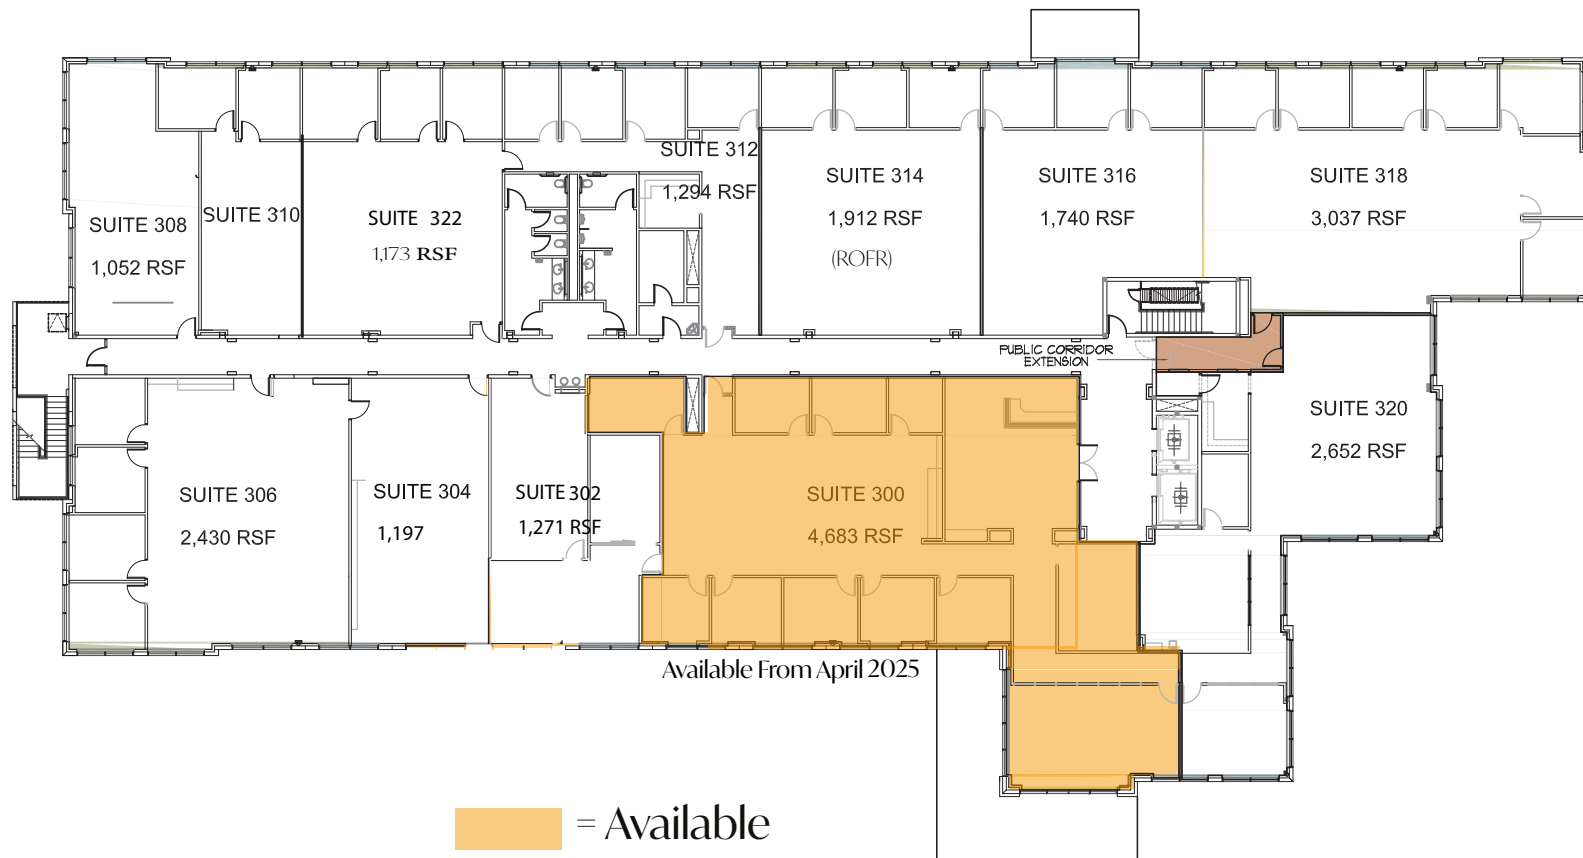 SUITE 312
1,294 RSF
SUITE 314
1,912 RSF
(ROFR)
SUITE 316
1,740 RSF
SUITE 318
3,037 RSF
SUITE 308
1,052 RSF
SUITE 310
SUITE 322
1,173 RSF
PUBLIC CORRIDOR
EXTENSION
SUITE 320
2,652 RSF
SUITE 306
2,430 RSF
SUITE 304
1,197
SUITE 302
1,271 RSF
SUITE 300
4,683 RSF
Available From April 2025
= Available